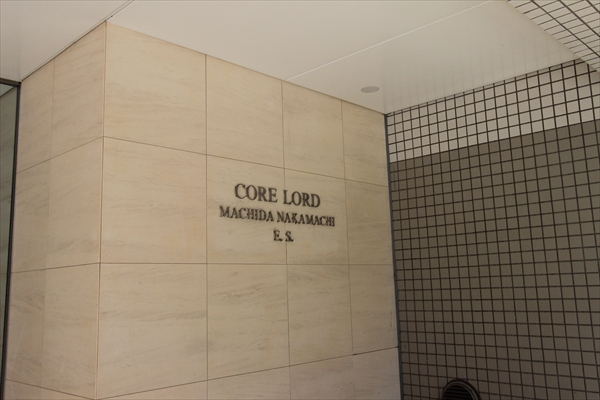 CORE LORD
MACHIDA NAKAMACHI
E. S.